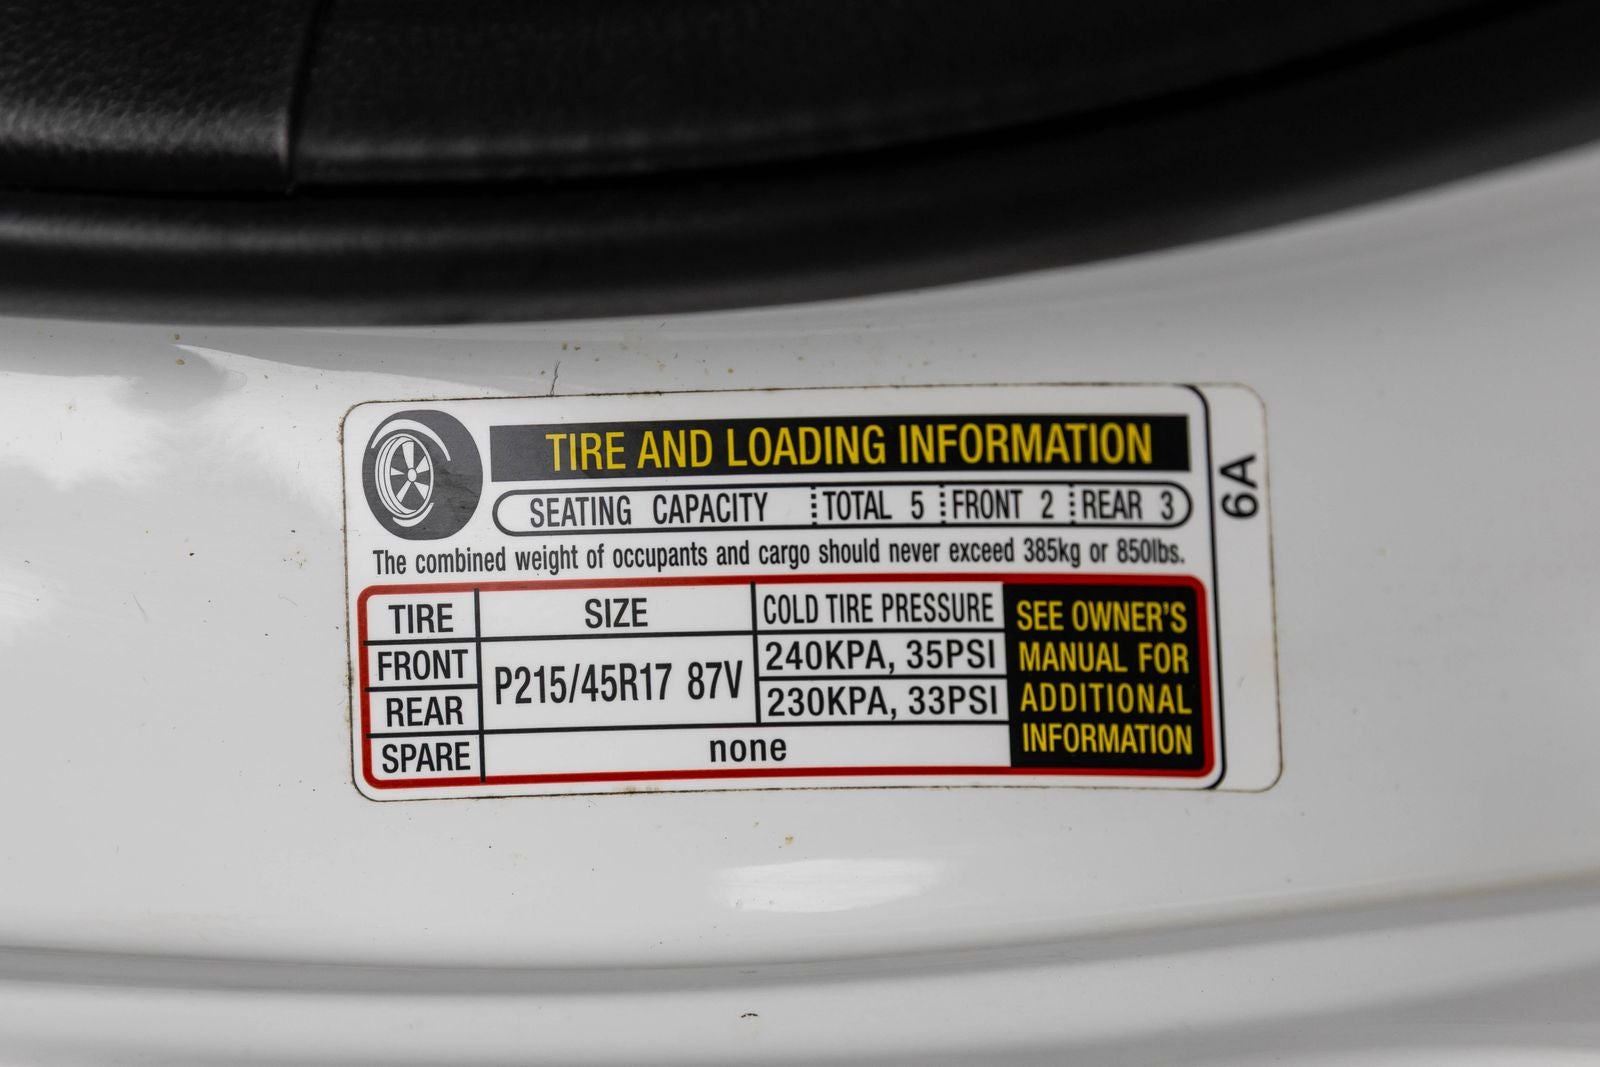 TIRE AND LOADING INFORMATION
SEATING CAPACITY TOTAL 5 FRONT 2 REAR 3
The combined weight of occupants and cargo should never exceed 385kg or 850lbs.
TIRE SIZE COLD TIRE PRESSURE
FRONT P215/45R17 87V 240KPA, 35PSI
REAR 230KPA, 33PSI
SPARE none
SEE OWNER'S
MANUAL FOR
ADDITIONAL
INFORMATION
6A